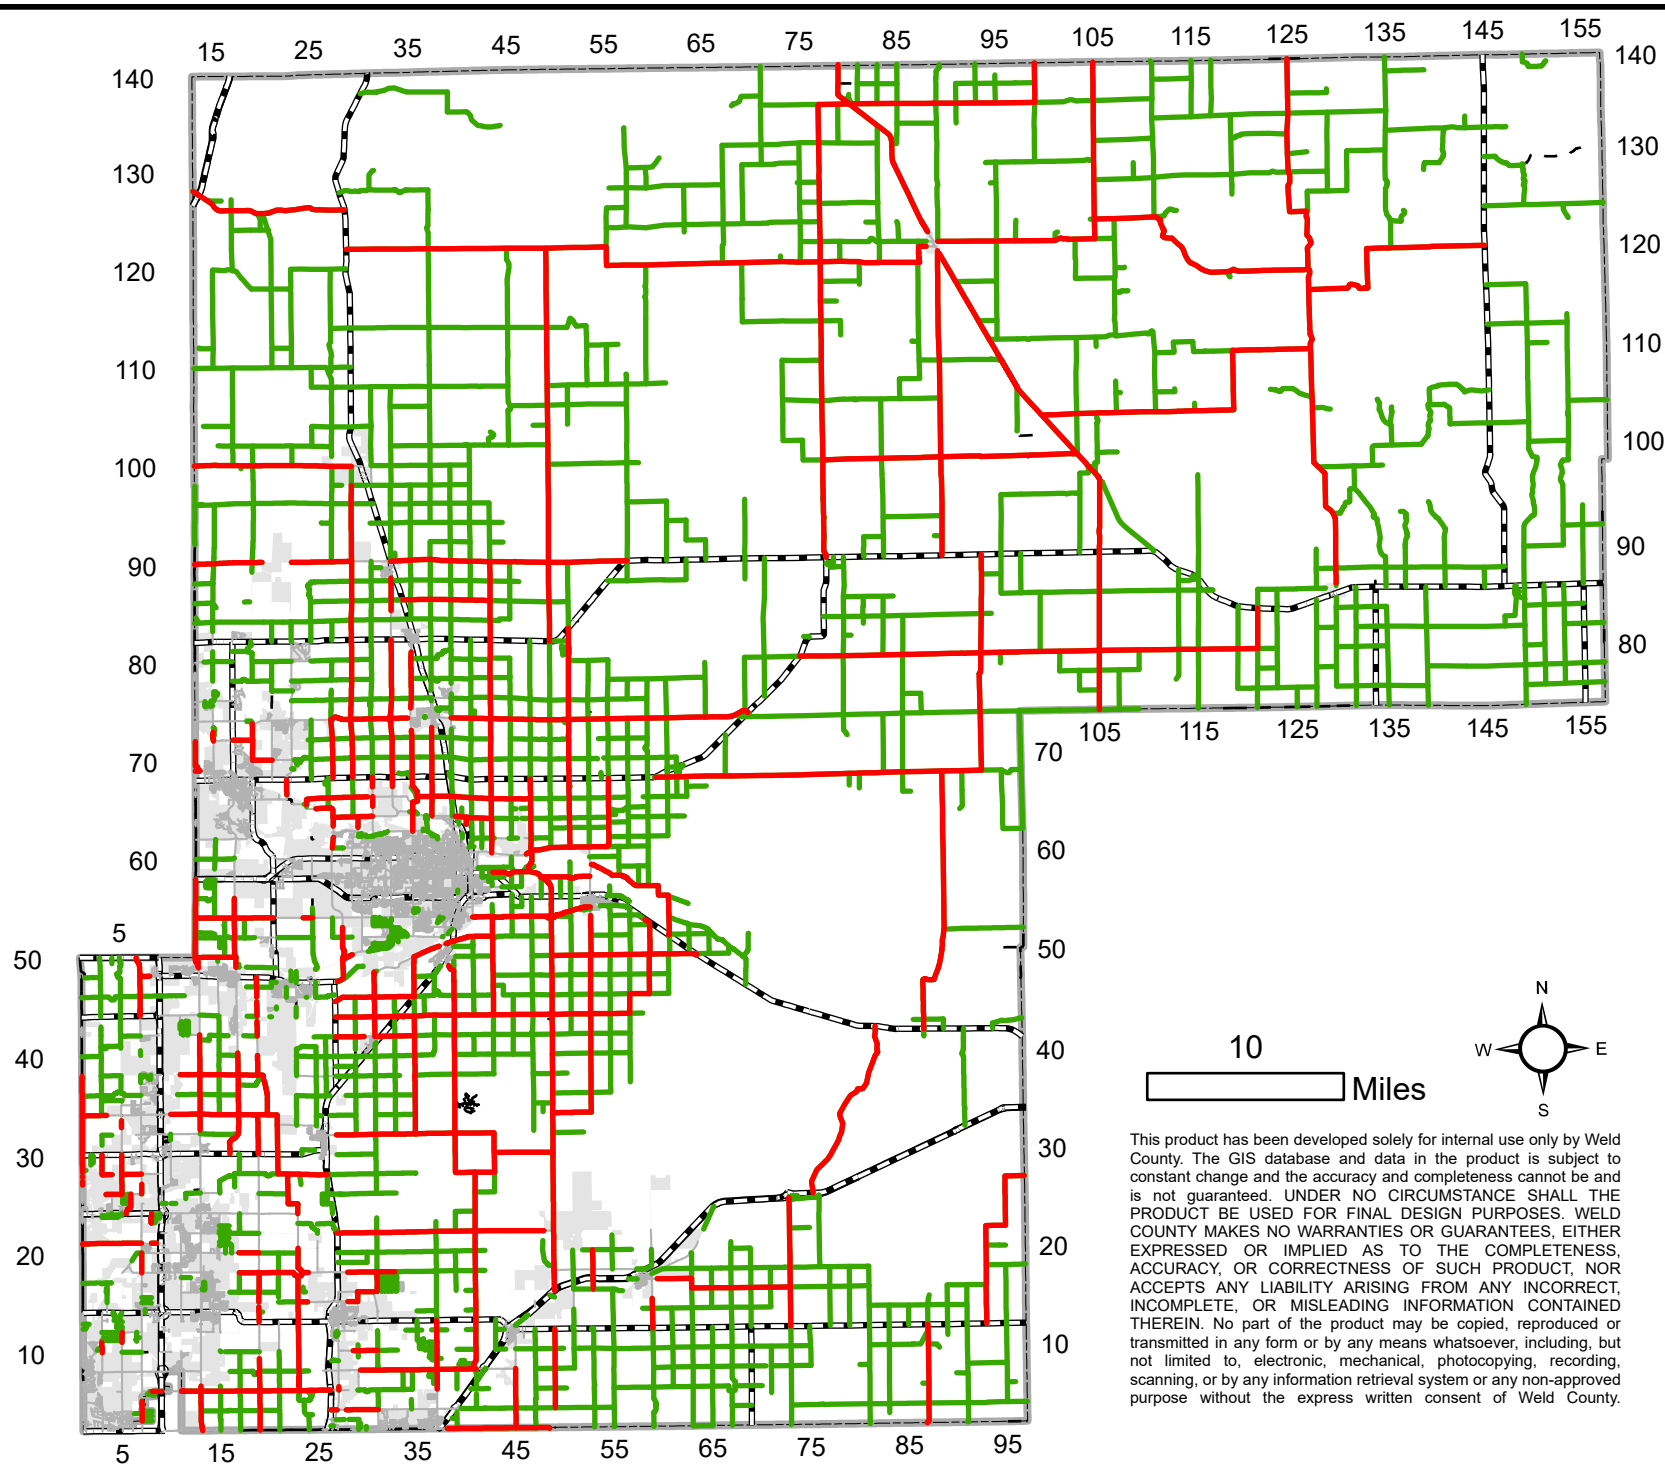 15 25 35 45 55 65 75 85 95 105 115 125 135 145 155
140 140
130 130
120 120
110 110
100 100
90 90
80 80
105 115 125 135 145 155
70 70
60 60
5
50 50
N
W E
S
40 40
10
Miles
30 30
20 20
10 10
This product has been developed solely for internal use only by Weld
County. The GIS database and data in the product is subject to
constant change and the accuracy and completeness cannot be and
is not guaranteed. UNDER NO CIRCUMSTANCE SHALL THE
PRODUCT BE USED FOR FINAL DESIGN PURPOSES. WELD
COUNTY MAKES NO WARRANTIES OR GUARANTEES, EITHER
EXPRESSED OR IMPLIED AS TO THE COMPLETENESS,
ACCURACY, OR CORRECTNESS OF SUCH PRODUCT, NOR
ACCEPTS ANY LIABILITY ARISING FROM ANY INCORRECT,
INCOMPLETE, OR MISLEADING INFORMATION CONTAINED
THEREIN. No part of the product may be copied, reproduced or
transmitted in any form or by any means whatsoever, including, but
not limited to, electronic, mechanical, photocopying, recording,
scanning, or by any information retrieval system or any non-approved
purpose without the express written consent of Weld County.
5 15 25 35 45 55 65 75 85 95